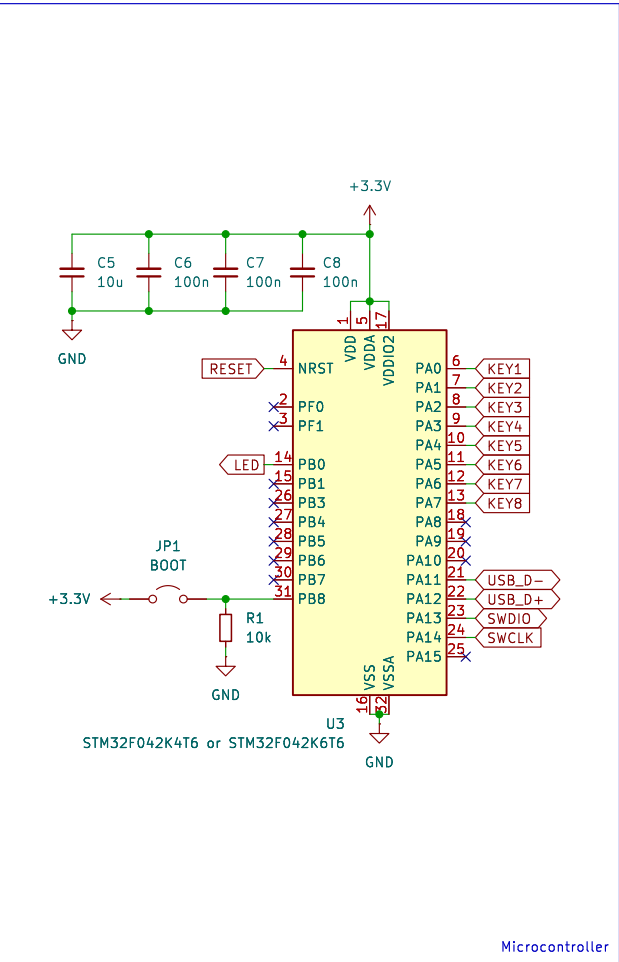 +3.3V
C5
10u
C6
100n
C7
100n
C8
100n
GND
1
5
17
VDD
VDDA
VDDIO2
RESET 4 NRST
2 PF0
3 PF1
LED 14 PB0
15 PB1
26 PB3
27 PB4
28 PB5
29 PB6
30 PB7
31 PB8
PA0 6 KEY1
PA1 7 KEY2
PA2 8 KEY3
PA3 9 KEY4
PA4 10 KEY5
PA5 11 KEY6
PA6 12 KEY7
PA7 13 KEY8
PA8 18
PA9 19
PA10 20
PA11 21 USB_D-
PA12 22 USB_D+
PA13 23 SWDIO
PA14 24 SWCLK
PA15 25
JP1
BOOT
+3.3V
R1
10k
GND
VSS
VSSA
16
32
U3
STM32F042K4T6 or STM32F042K6T6
GND
Microcontroller